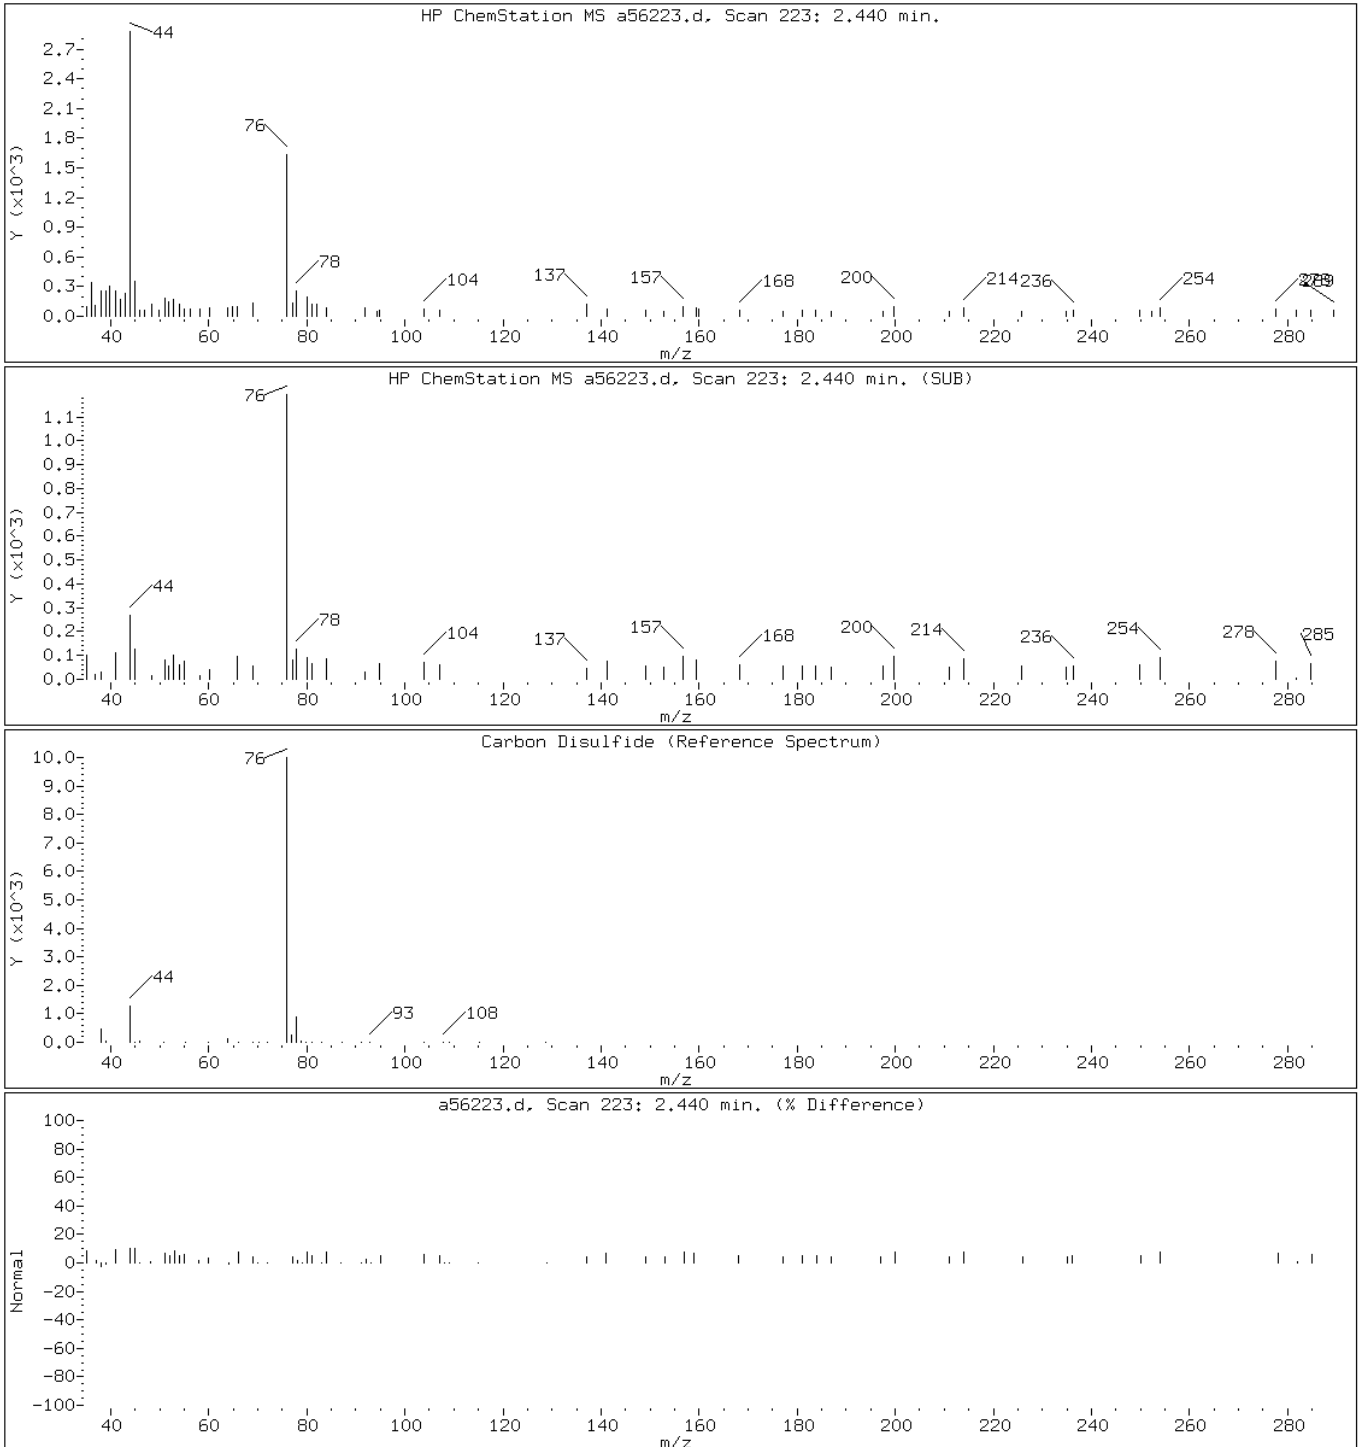 HP ChemStation MS a56223.d, Scan 223: 2.440 min.
44
2.7
2.4
2.1
76
1.8
1.5
1.2
0.9
78
0.6
104 137 157 168 200 214 236 254 289
0.3
0.0
40 60 80 100 120 140 160 180 200 220 240 260 280
m/z
Y (x10^3)
HP ChemStation MS a56223.d, Scan 223: 2.440 min. (SUB)
76
1.1
1.0
0.9
0.8
0.7
0.6
0.5
0.4
44
0.3
78
104 137 157 168 200 214 236 254 278 285
0.2
0.1
0.0
40 60 80 100 120 140 160 180 200 220 240 260 280
m/z
Y (x10^3)
Carbon Disulfide (Reference Spectrum)
76
10.0
9.0
8.0
7.0
6.0
5.0
4.0
3.0
44
2.0
93 108
1.0
0.0
40 60 80 100 120 140 160 180 200 220 240 260 280
m/z
Y (x10^3)
a56223.d, Scan 223: 2.440 min. (% Difference)
100
80
60
40
20
0
-20
-40
-60
-80
-100
40 60 80 100 120 140 160 180 200 220 240 260 280
m/z
Normal